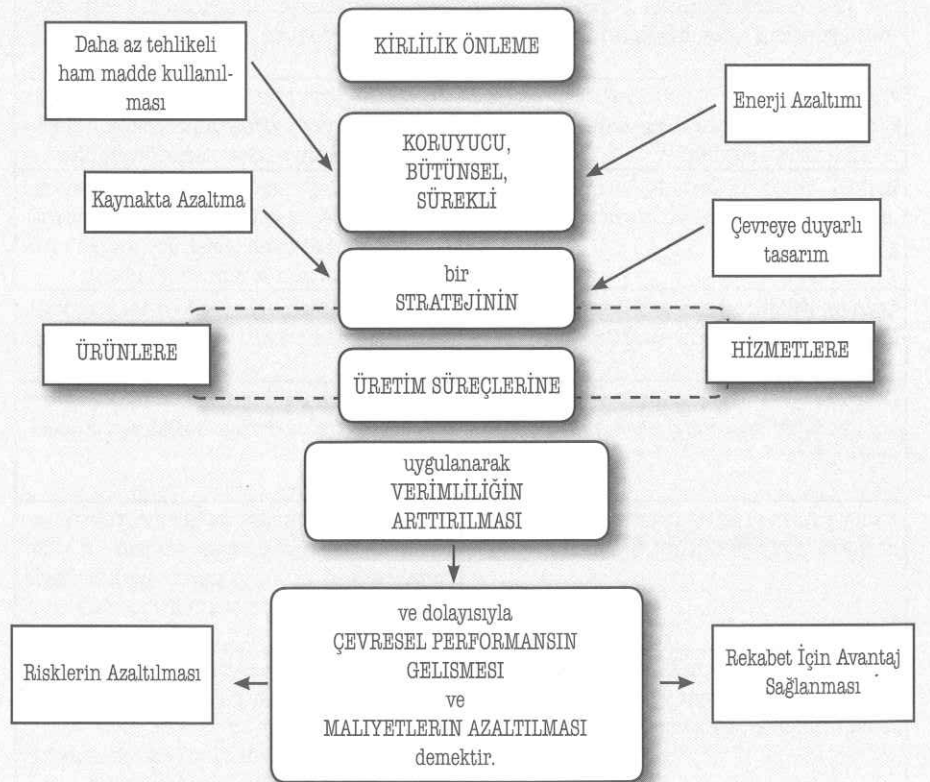 Daha az tehlikeli
ham madde kullanıl-
ması
KİRLİLİK ÖNLEME
Enerji Azaltımı
KORUYUCU,
BÜTÜNSEL,
SÜREKLİ
Kaynakta Azaltma
Çevreye duyarlı
tasarım
bir
STRATEJİNİN
ÜRÜNLERE
HİZMETLERE
ÜRETİM SÜREÇLERİNE
uygulanarak
VERİMLİLİĞİN
ARTTIRILMASI
ve dolayısıyla
ÇEVRESEL PERFORMANSIN
GELISMESI
ve
MALIYETLERIN AZALTILMASI
demektir.
Risklerin Azaltılması
Rekabet İçin Avantaj
Sağlanması